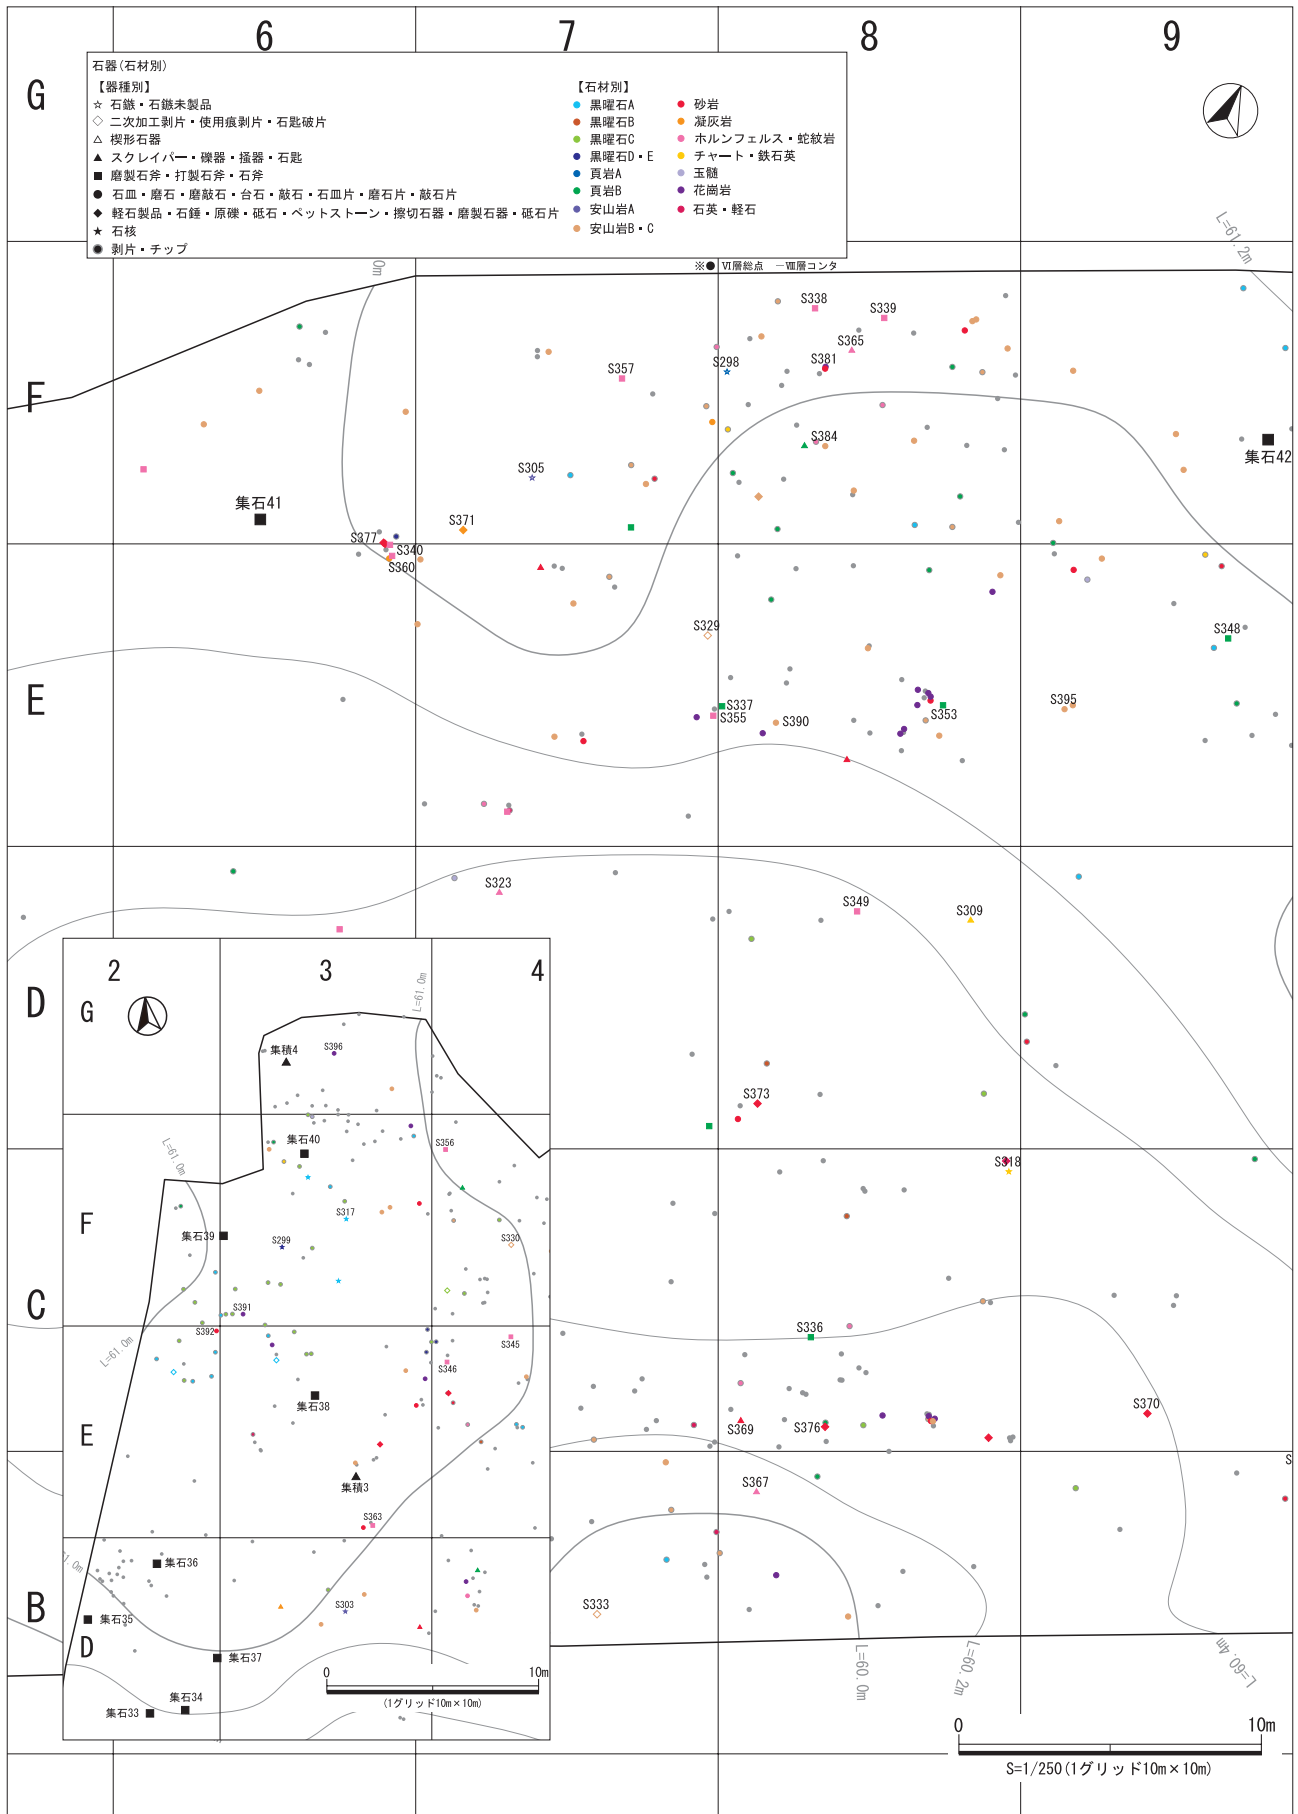 6
7
8
9
G
石器(石材別)
【器種別】
☆ 石鏃・石鏃未製品
◇ 二次加工剥片・使用痕剥片・石匙破片
△ 楔形石器
▲ スクレイパー・礫器・掻器・石匙
■ 磨製石斧・打製石斧・石斧
● 石皿・磨石・磨敲石・台石・敲石・石皿片・磨石片・敲石片
◆ 軽石製品・石錘・原礫・砥石・ペットストーン・擦切石器・磨製石器・砥石片
★ 石核
● 剥片・チップ
【石材別】
● 黒曜石A
● 黒曜石B
● 黒曜石C
● 黒曜石D・E
● 頁岩A
● 頁岩B
● 安山岩A
● 安山岩B・C
● 砂岩
● 凝灰岩
● ホルンフェルス・蛇紋岩
● チャート・鉄石英
● 玉髄
● 花崗岩
● 石英・軽石
※● Ⅵ層総点 ―Ⅷ層コンタ
L=61.2m
0m
S338
S339
S365
S381
S298
S357
F
S384
集石42
S305
集石41
S371
S377
S340
S360
S329
S348
E
S337
S355
S390
S353
S395
S323
S349
S309
D
S373
S318
C
S336
S369
S376
S370
S
S367
B
S333
L=60.0m
L=60.2m
L=60.4m
0
10m
S=1/250(1グリッド10m×10m)
2
3
4
G
L=61.0m
集積4
S396
集石40
S356
L=61.0m
F
S317
集石39
S299
S330
S391
S392
L=61.0m
S345
S346
集石38
E
集積3
S363
集石36
1.0m
集石35
S303
D
集石37
集石34
集石33
0
10m
(1グリッド10m×10m)